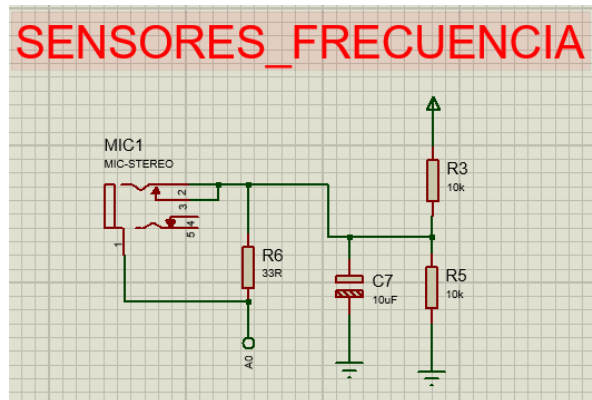 SENSORES_FRECUENCIA
MIC1
MIC-STEREO
2
3
4
5
1
R3
10k
R6
33R
C7
10uF
R5
10k
A0